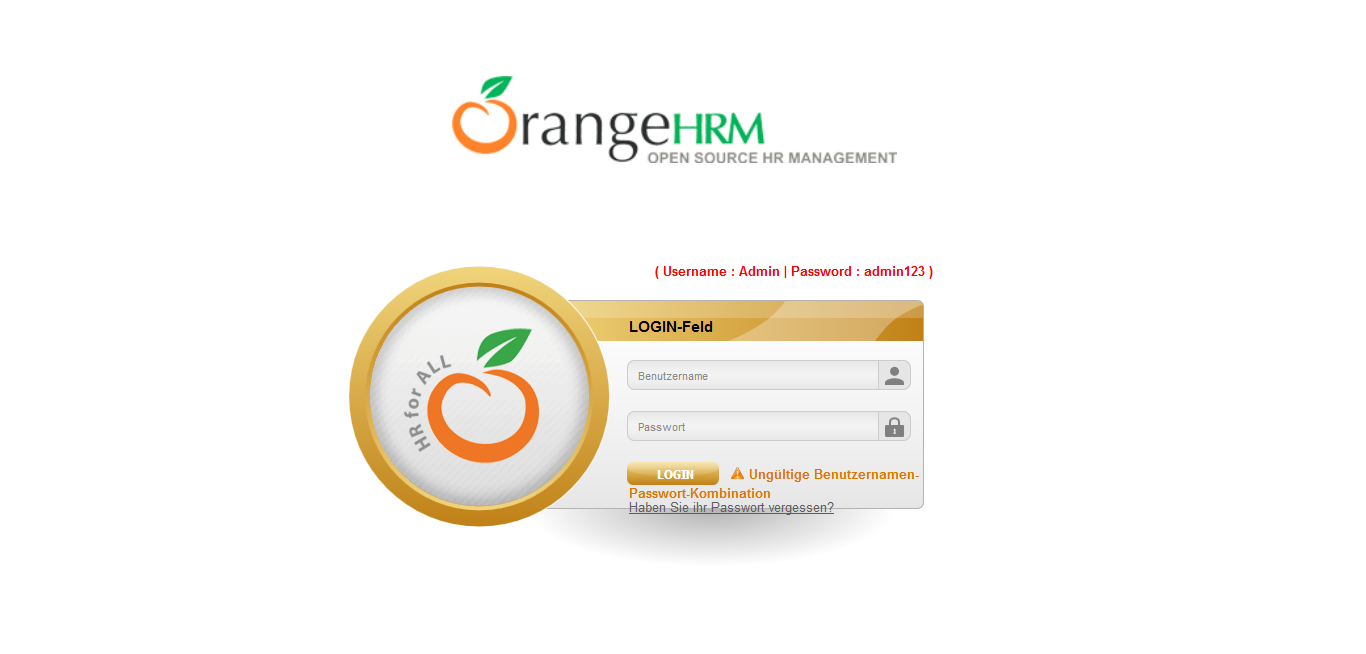 OrangeHRM
OPEN SOURCE HR MANAGEMENT
( Username : Admin | Password : admin123 )
HR for ALL
LOGIN-Feld
Benutzername
Passwort
LOGIN Ungültige Benutzernamen-
Passwort-Kombination
Haben Sie ihr Passwort vergessen?